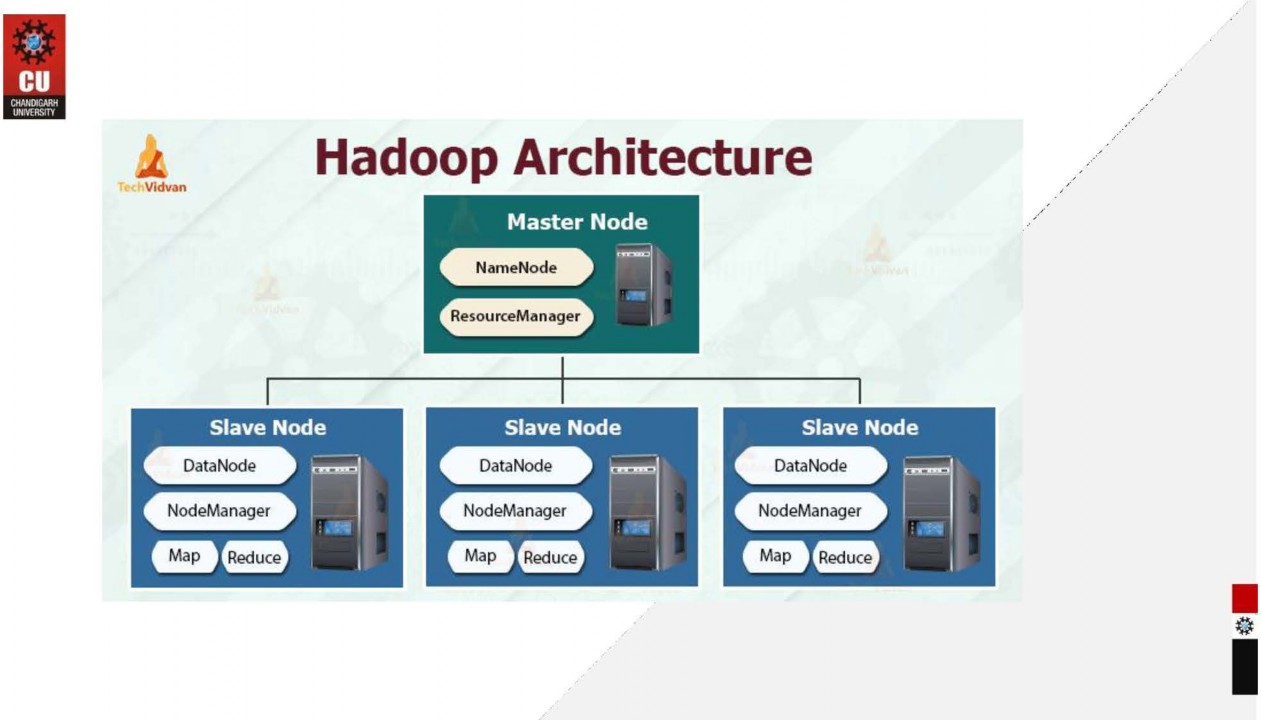 CU
CHANDIGARH
UNIVERSITY
TechVidvan
Hadoop Architecture
Master Node
NameNode
ResourceManager
Slave Node
DataNode
NodeManager
Map Reduce
Slave Node
DataNode
NodeManager
Map Reduce
Slave Node
DataNode
NodeManager
Map Reduce